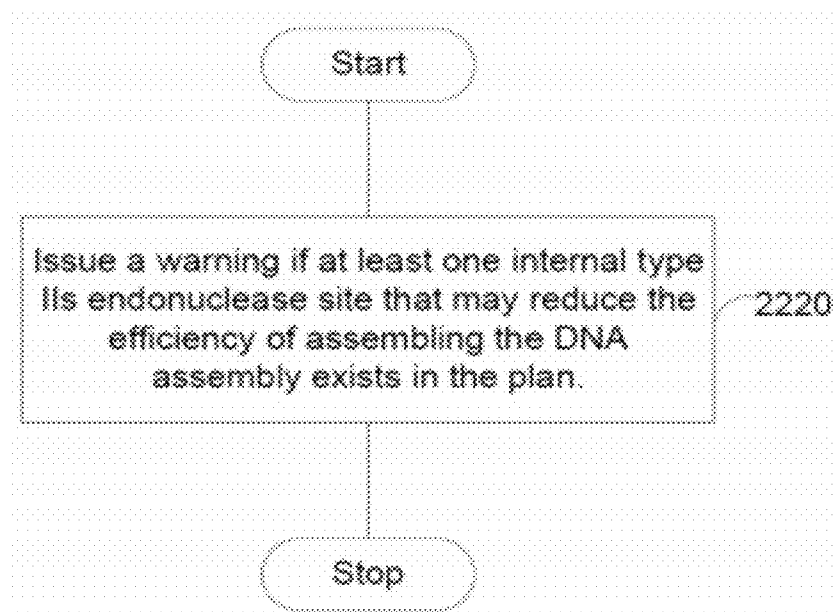 Start
Issue a warning if at least one internal type
IIs endonuclease site that may reduce the
efficiency of assembling the DNA
assembly exists in the plan.
2220
Stop